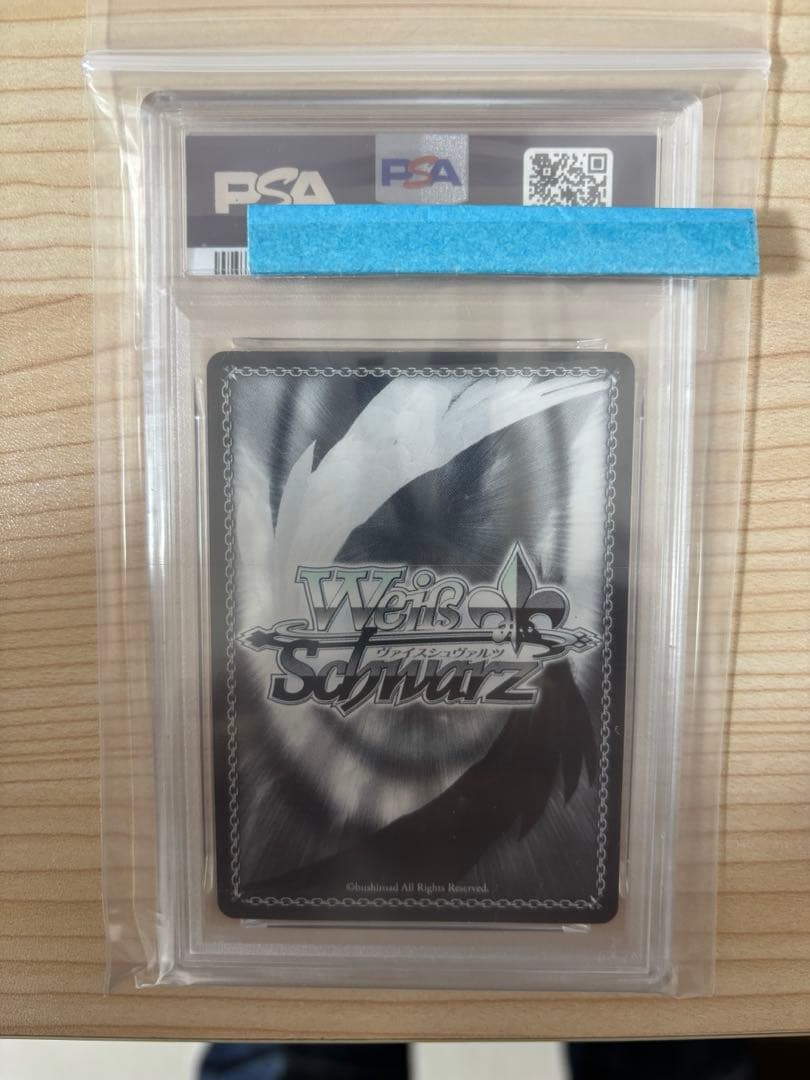 PSA
PSA
Weiß
ヴァイスシュヴァルツ
Schwarz
©bushiroad All Rights Reserved.